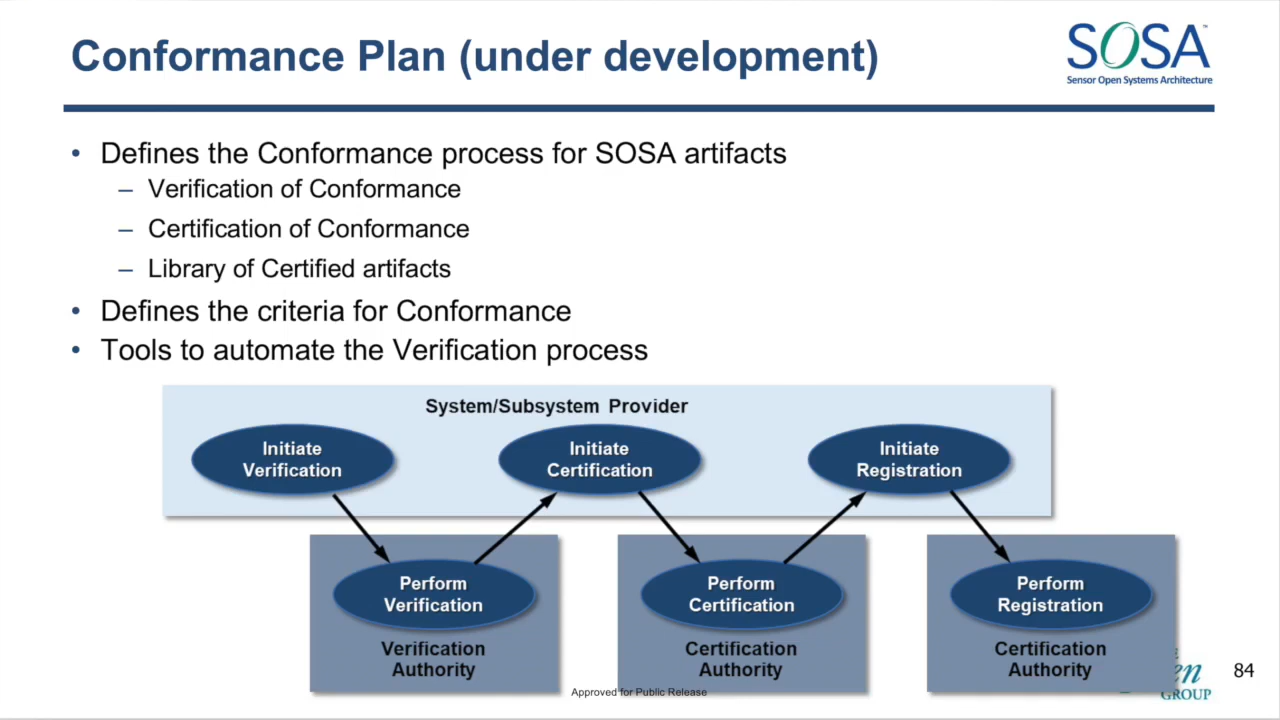 Conformance Plan (under development)
SOSA™
Sensor Open Systems Architecture
• Defines the Conformance process for SOSA artifacts
– Verification of Conformance
– Certification of Conformance
– Library of Certified artifacts
• Defines the criteria for Conformance
• Tools to automate the Verification process
System/Subsystem Provider
Initiate
Verification
Initiate
Certification
Initiate
Registration
Perform
Verification
Perform
Certification
Perform
Registration
Verification
Authority
Certification
Authority
Certification
Authority
Approved for Public Release
GROUP
84